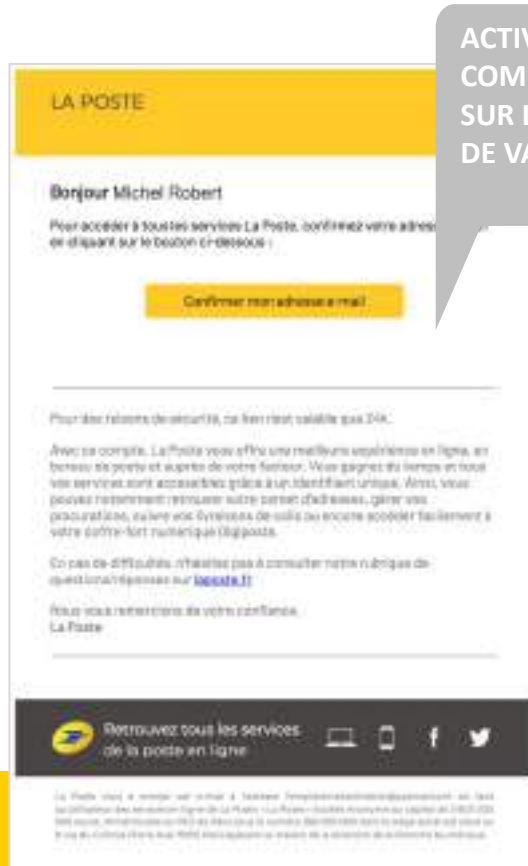 ACTIV
COM
SUR
DE VA
LA POSTE
Bonjour Michel Robert
Pour accéder à tous les services La Poste, confirmez votre adres
en cliquant sur le bouton ci-dessous :
Confirmer mon adresse e-mail
Pour des raisons de sécurité, ce lien n'est valable que 24h.
Avec ce compte, La Poste vous offre une meilleure expérience en ligne, en
bureau de poste et auprès de votre facteur. Vous gagnez du temps et tous
vos services sont accessibles grâce à un identifiant unique. Ainsi, vous
pouvez notamment retrouver votre carnet d'adresses, gérer vos
procurations, suivre vos livraisons de colis ou encore accéder facilement à
votre coffre-fort numérique Digiposte.
En cas de difficultés, n'hésitez pas à consulter notre rubrique de
questions/réponses sur laposte.fr
Nous vous remercions de votre confiance.
La Poste
Retrouvez tous les services
de la poste en ligne